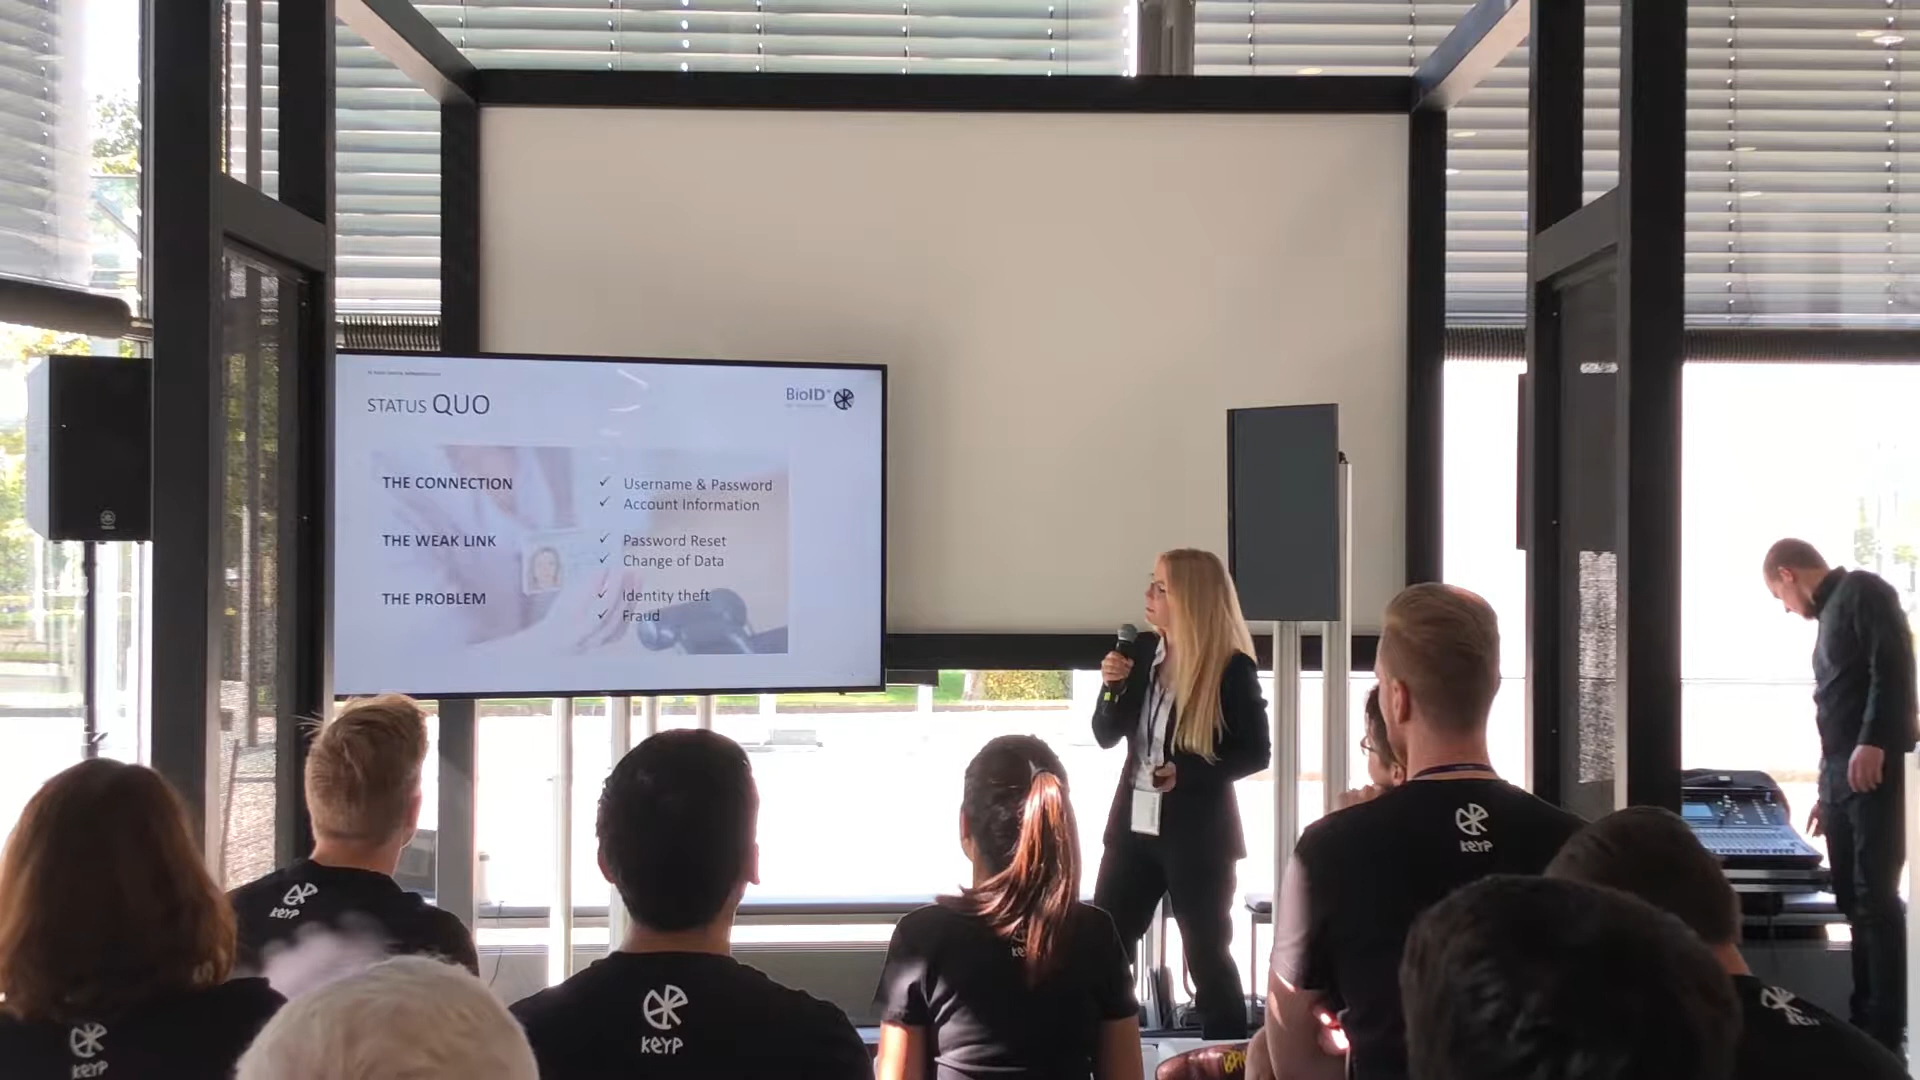 STATUS QUO
BioID®
THE CONNECTION
✓ Username & Password
✓ Account Information
THE WEAK LINK
✓ Password Reset
✓ Change of Data
THE PROBLEM
✓ Identity theft
✓ Fraud
KeYP
KeYP
KeYP
KeYP
KeYP